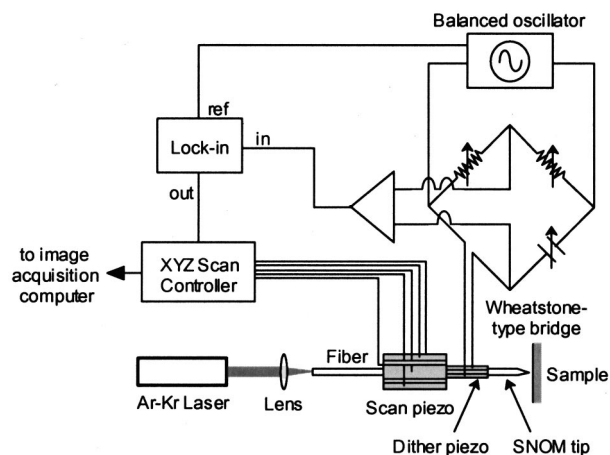 Balanced oscillator
ref
Lock-in
in
out
to image
acquisition
computer
XYZ Scan
Controller
Wheatstone-
type bridge
Fiber
Ar-Kr Laser
Lens
Scan piezo
Sample
Dither piezo
SNOM tip